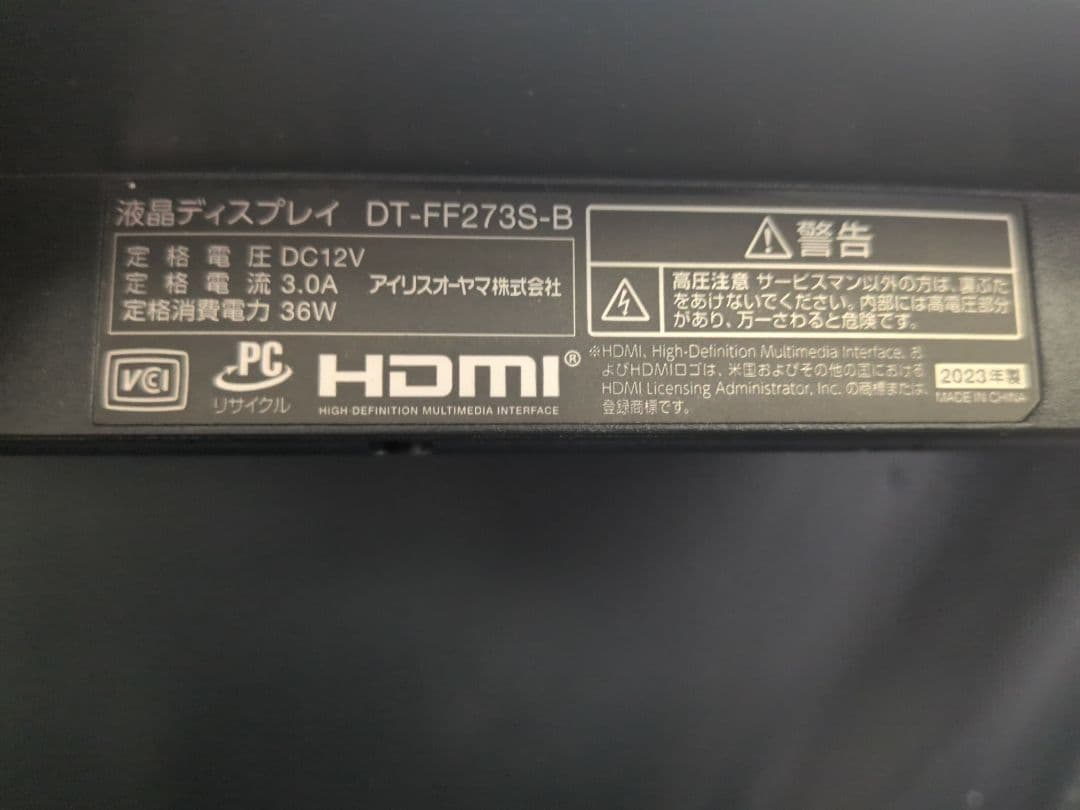 液晶ディスプレイ DT-FF273S-B
定格電圧 DC12V
定格電流 3.0A
定格消費電力 36W
アイリスオーヤマ株式会社
VCCI
PC
リサイクル
HDMI®
HIGH-DEFINITION MULTIMEDIA INTERFACE
警告
高圧注意 サービスマン以外の方は、裏ぶた
をあけないでください。内部には高電圧部分
があり、万一さわると危険です。
※HDMI、High-Definition Multimedia Interface、お
よびHDMIロゴは、米国およびその他の国における
HDMI Licensing Administrator, Inc. の商標または、
登録商標です。
2023年製
MADE IN CHINA